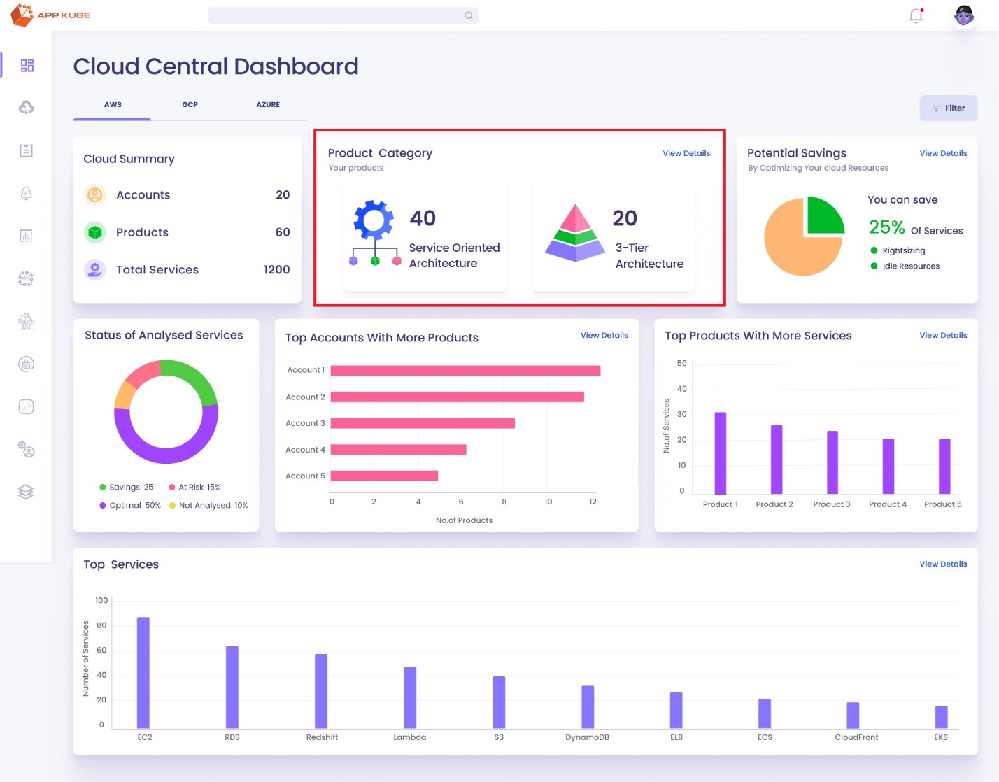 APP KUBE
Cloud Central Dashboard
AWS
GCP
AZURE
Filter
Cloud Summary
Accounts 20
Products 60
Total Services 1200
Product Category
View Details
Your products
40
Service Oriented
Architecture
20
3-Tier
Architecture
Potential Savings
View Details
By Optimizing Your cloud Resources
You can save
25% Of Services
Rightsizing
Idle Resources
Status of Analysed Services
Savings 25
At Risk 15%
Optimal 50%
Not Analysed 10%
Top Accounts With More Products
View Details
Account 1
Account 2
Account 3
Account 4
Account 5
0 2 4 6 8 10 12
No.of Products
Top Products With More Services
View Details
No.of Services
50
40
30
20
10
0
Product 1 Product 2 Product 3 Product 4 Product 5
Top Services
View Details
Number of Services
100
80
60
40
20
0
EC2 RDS Redshift Lambda S3 DynamoDB ELB ECS CloudFront EKS